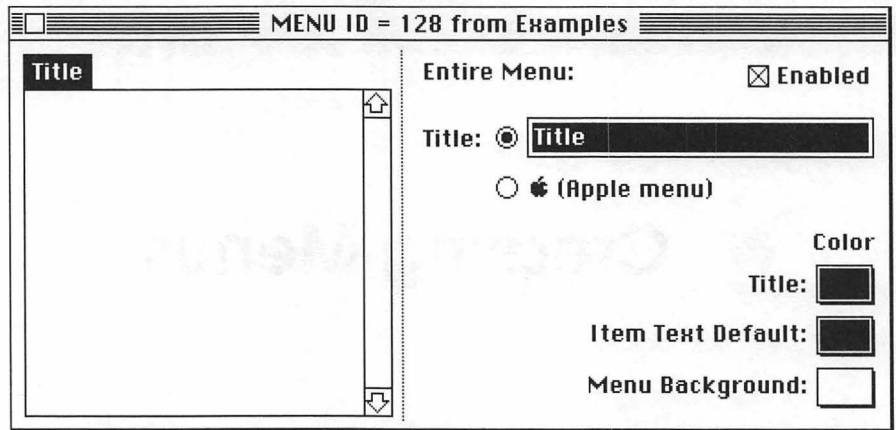 MENU ID = 128 from Examples
Title
Entire Menu:
Enabled
Title:
Title
(Apple menu)
Color
Title:
Item Text Default:
Menu Background: